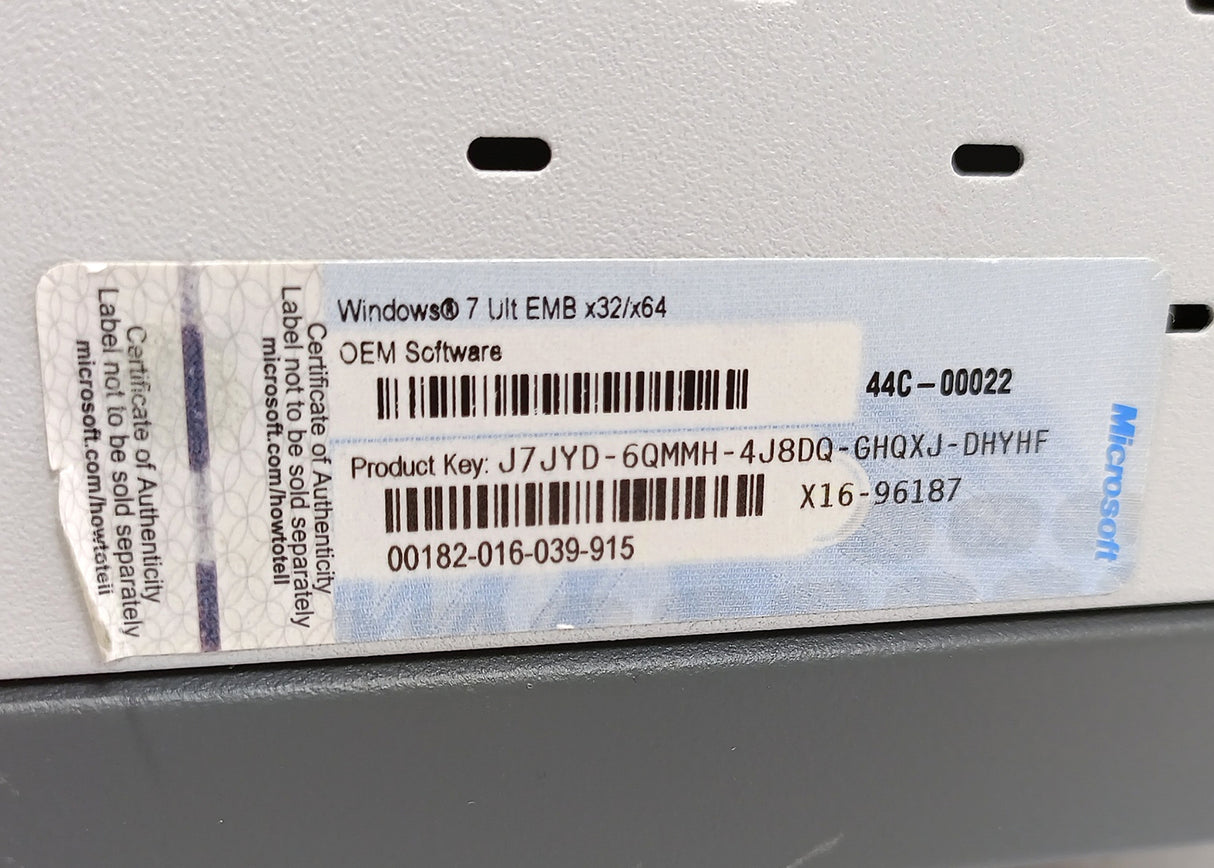 Certificate of Authenticity
Label not to be sold separately
microsoft.com/howtotell
Certificate of Authenticity
Label not to be sold separately
microsoft.com/howtotell
Windows® 7 Ult EMB x32/x64
OEM Software
44C-00022
Product Key: J7JYD-6QMMH-4J8DQ-GHQXJ-DHYHF
X16-96187
00182-016-039-915
Microsoft